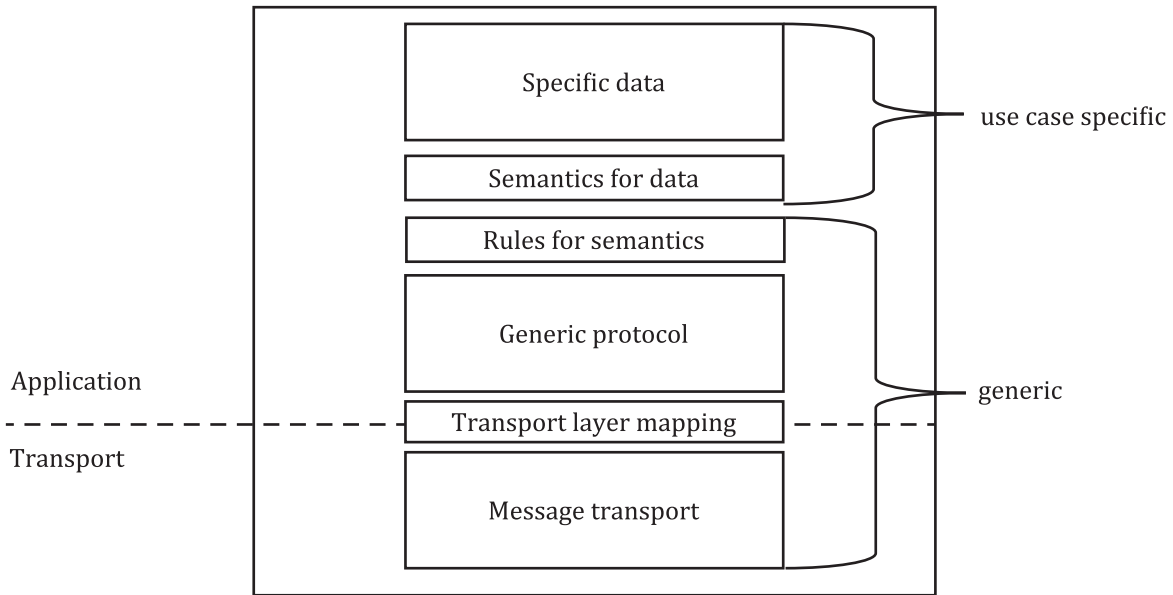 Specific data
use case specific
Semantics for data
Rules for semantics
Generic protocol
Application
generic
Transport layer mapping
Transport
Message transport